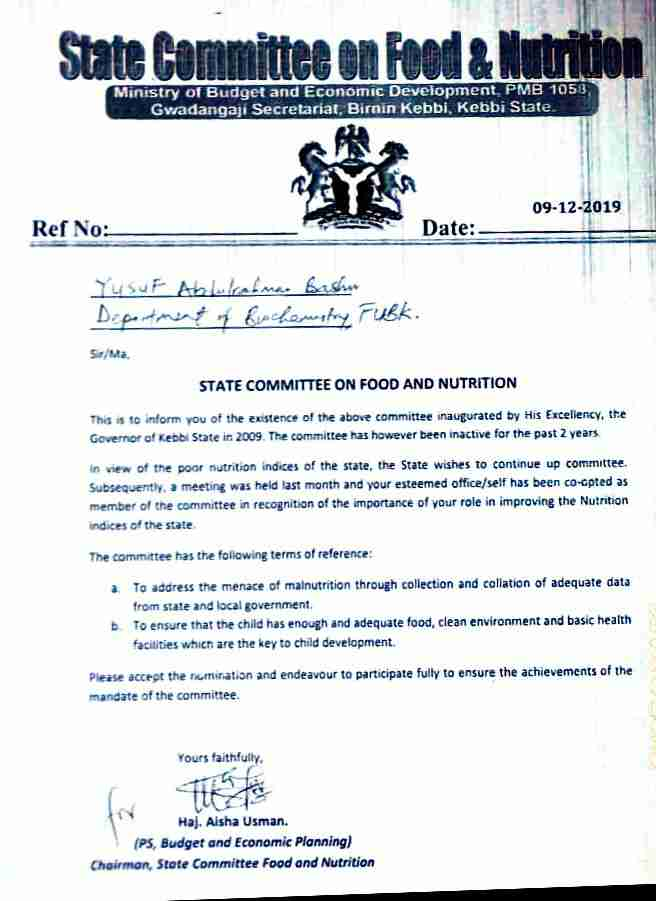 State Committee on Food & Nutrition
Ministry of Budget and Economic Development, PMB 1058
Gwadangaji Secretariat, Birnin Kebbi, Kebbi State.
09-12-2019
Ref No: Date:
Yusuf Abdulrahman Bashir
Department of Biochemistry, FUBK.
Sir/Ma,
STATE COMMITTEE ON FOOD AND NUTRITION
This is to inform you of the existence of the above committee inaugurated by His Excellency, the
Governor of Kebbi State in 2009. The committee has however been inactive for the past 2 years.
In view of the poor nutrition indices of the state, the State wishes to continue up committee.
Subsequently, a meeting was held last month and your esteemed office/self has been co-opted as
member of the committee in recognition of the importance of your role in improving the Nutrition
indices of the state.
The committee has the following terms of reference:
a. To address the menace of malnutrition through collection and collation of adequate data
from state and local government.
b. To ensure that the child has enough and adequate food, clean environment and basic health
facilities which are the key to child development.
Please accept the nomination and endeavour to participate fully to ensure the achievements of the
mandate of the committee.
Yours faithfully,
for
Haj. Aisha Usman.
(PS, Budget and Economic Planning)
Chairman, State Committee Food and Nutrition